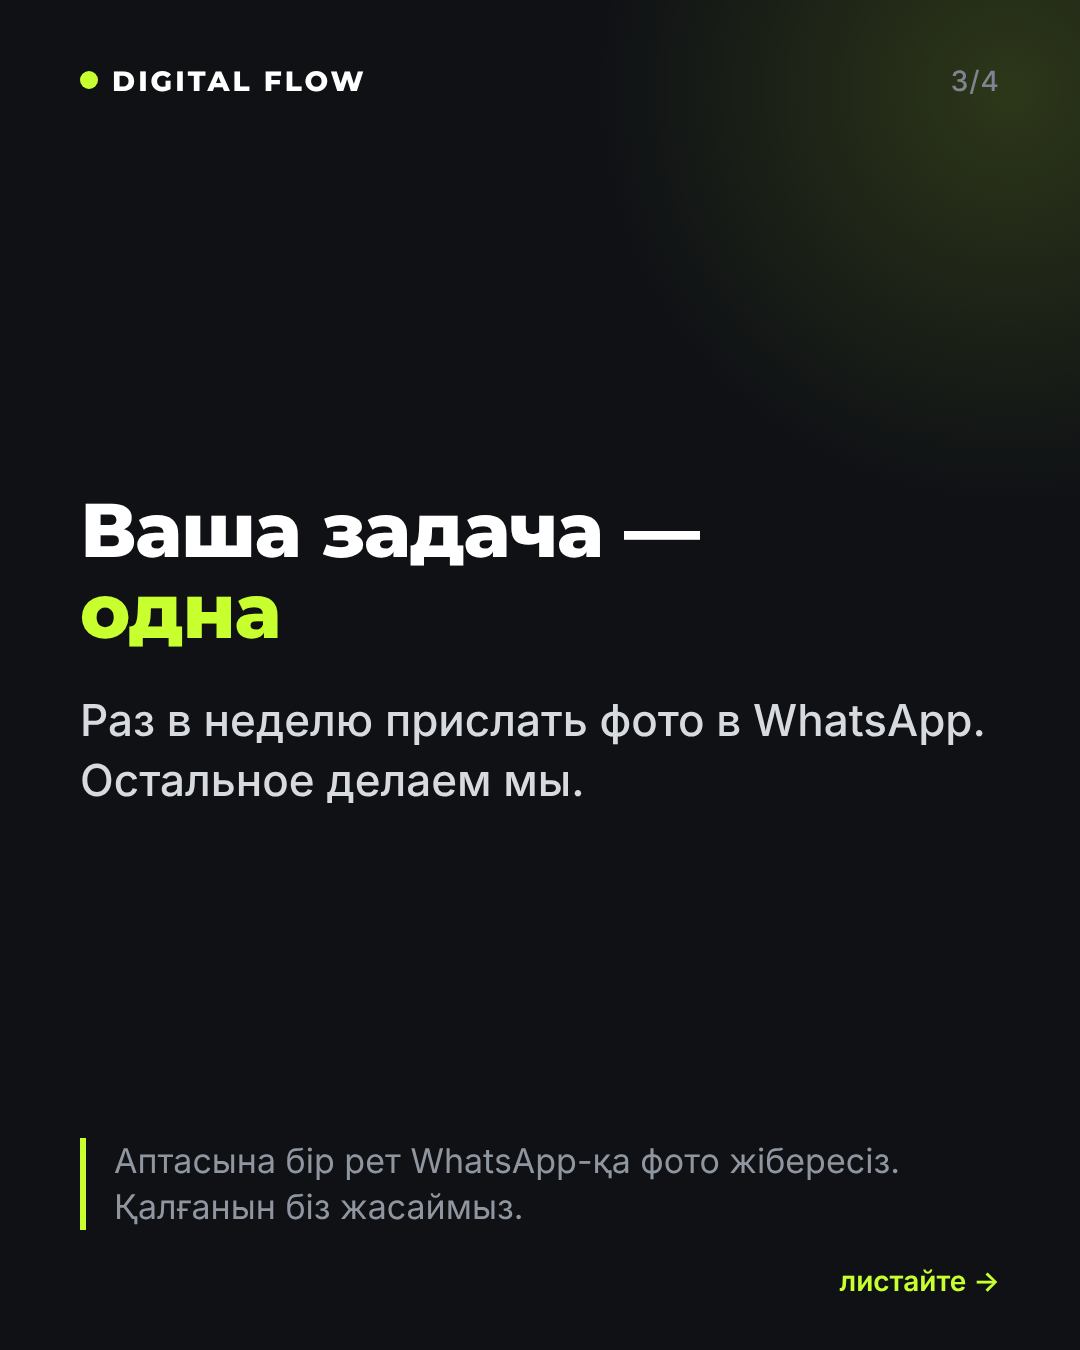 DIGITAL FLOW
3/4
Ваша задача —
одна
Раз в неделю прислать фото в WhatsApp.
Остальное делаем мы.
Аптасына бір рет WhatsApp-қа фото жібересіз.
Қалғанын біз жасаймыз.
листайте →